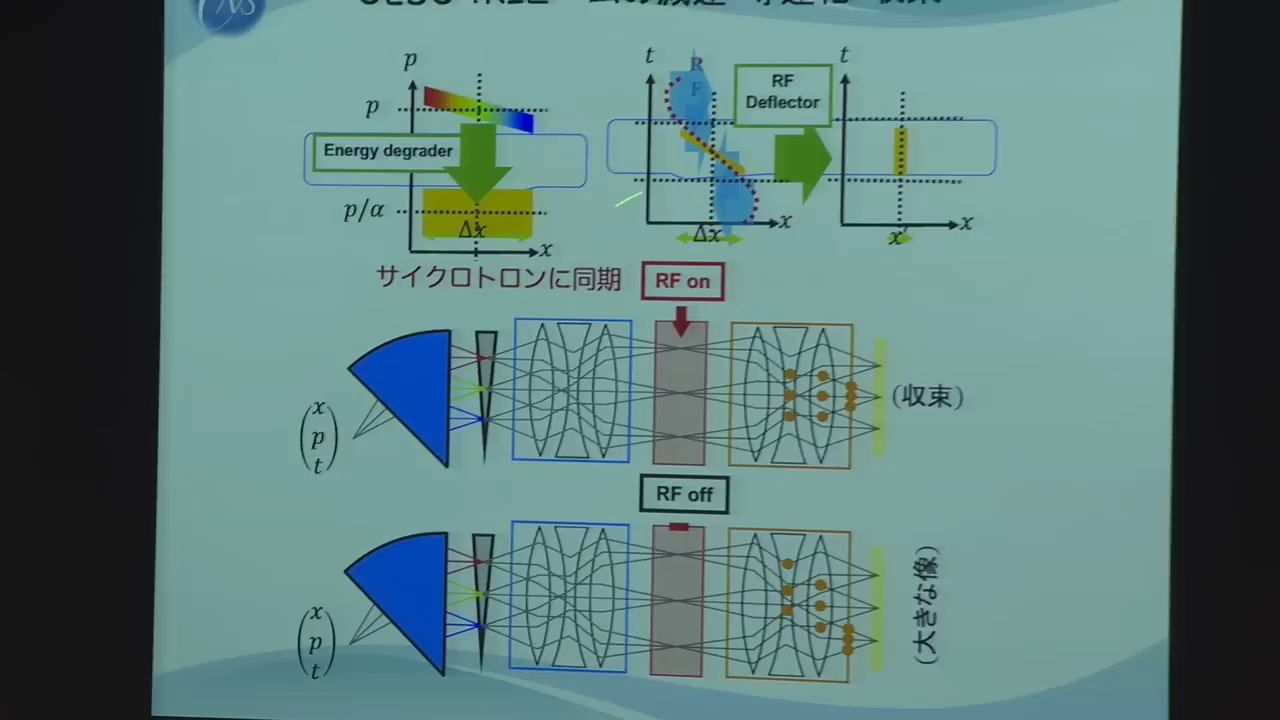 p
p
Energy degrader
p/α
Δx
x
t
R
F
Δx
x
RF
Deflector
t
x
x'
サイクロトロンに同期
RF on
x
p
t
(収束)
RF off
x
p
t
(大きな像)